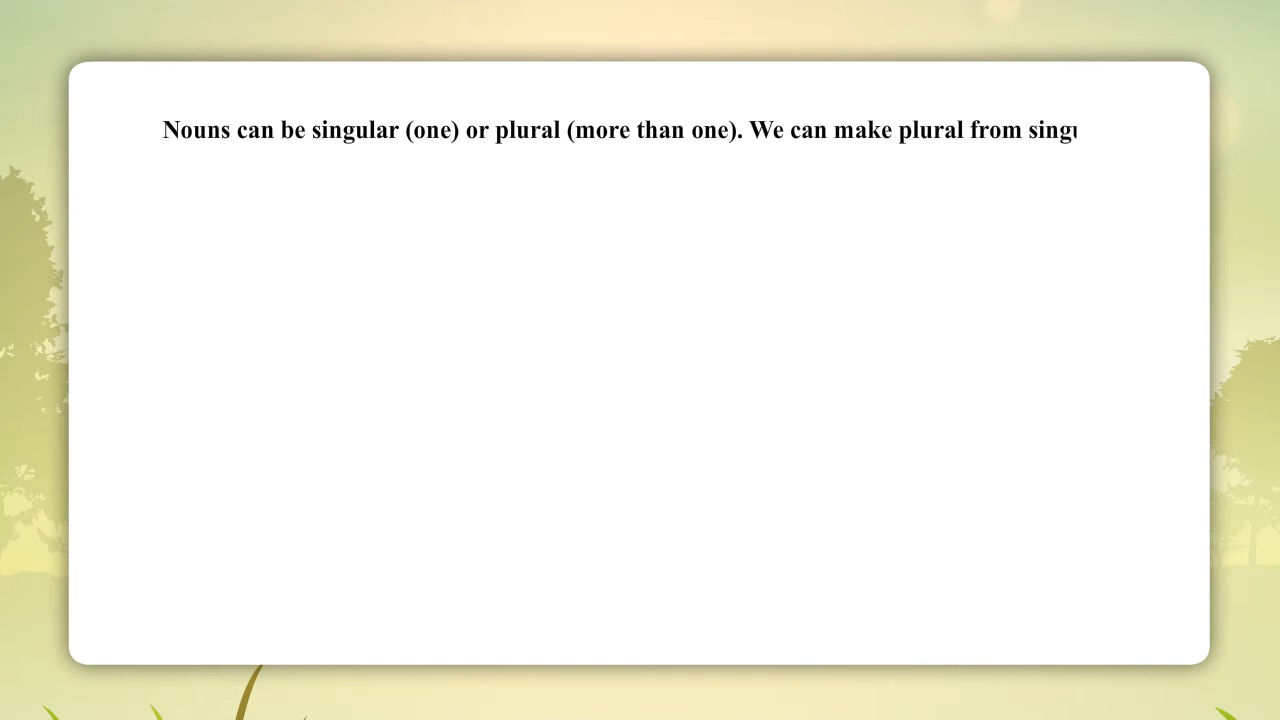 Nouns can be singular (one) or plural (more than one). We can make plural from